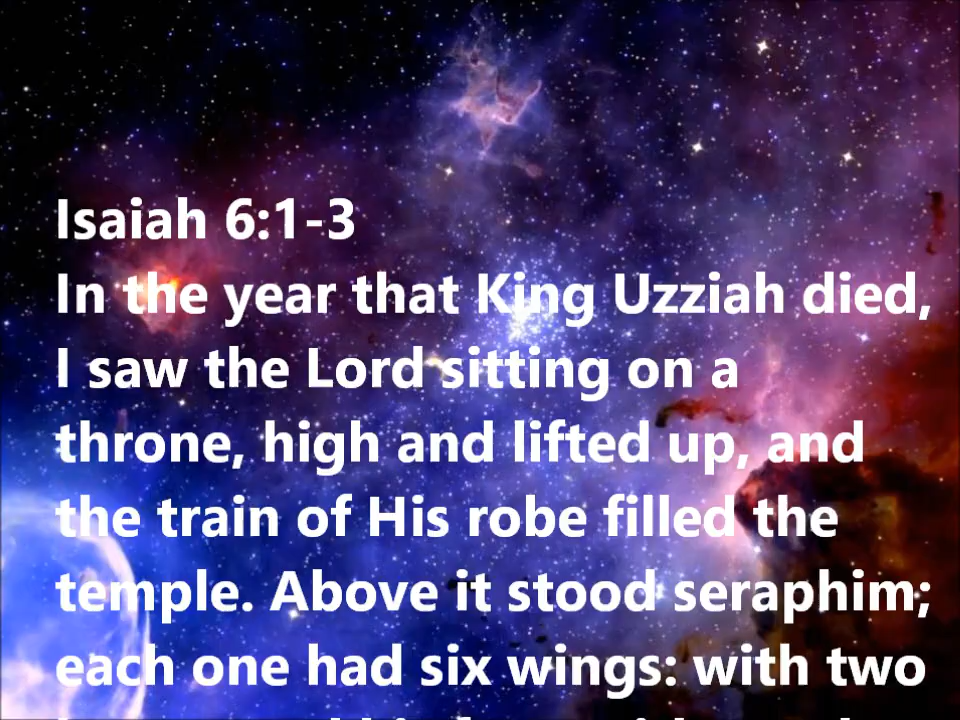 Isaiah 6:1-3
In the year that King Uzziah died,
I saw the Lord sitting on a
throne, high and lifted up, and
the train of His robe filled the
temple. Above it stood seraphim;
each one had six wings: with two